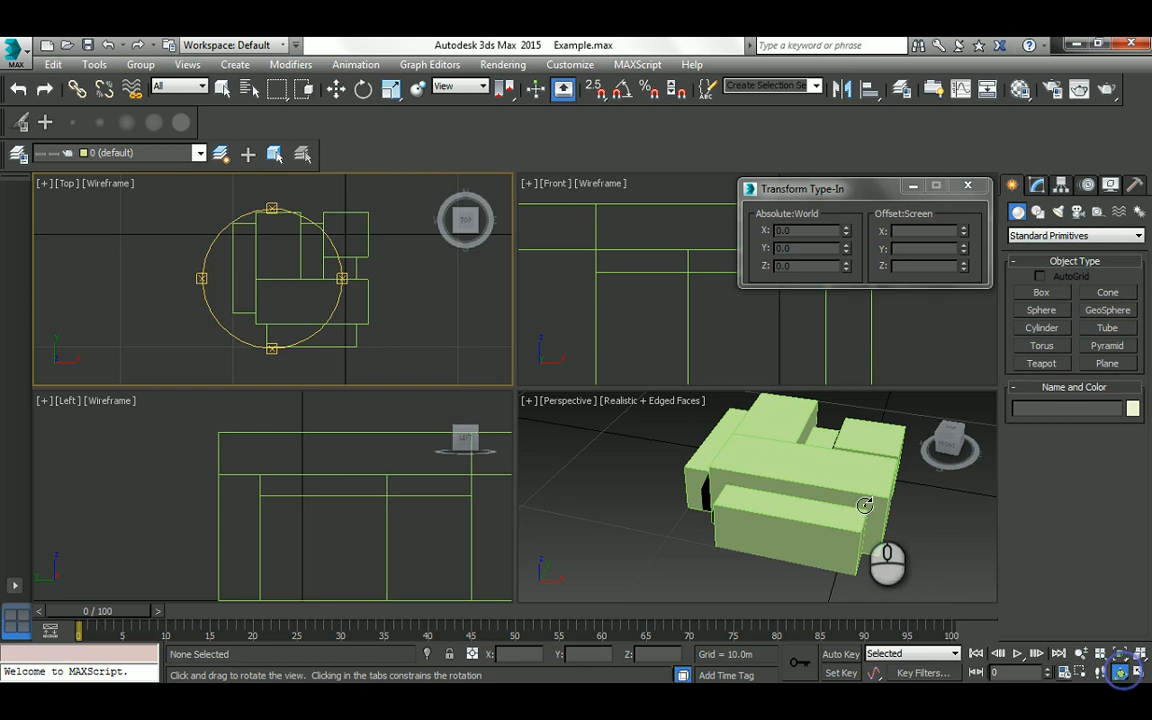 Workspace: Default
Autodesk 3ds Max 2015 Example.max
Type a keyword or phrase
MAX
Edit Tools Group Views Create Modifiers Animation Graph Editors Rendering Customize MAXScript Help
All
View
2.5
Create Selection Se
0 (default)
[+] [Top] [Wireframe]
TOP
[+] [Front] [Wireframe]
Transform Type-In
Absolute:World
X: 0.0
Y: 0.0
Z: 0.0
Offset:Screen
X:
Y:
Z:
Standard Primitives
Object Type
AutoGrid
Box Cone
Sphere GeoSphere
Cylinder Tube
Torus Pyramid
Teapot Plane
Name and Color
[+] [Left] [Wireframe]
LEFT
[+] [Perspective] [Realistic + Edged Faces]
FRONT
0 / 100
0 5 10 15 20 25 30 35 40 45 50 55 60 65 70 75 80 85 90 95 100
None Selected
X: Y: Z:
Grid = 10.0m
Auto Key Selected
Welcome to MAXScript.
Click and drag to rotate the view. Clicking in the tabs constrains the rotation
Add Time Tag
Set Key Key Filters...
0